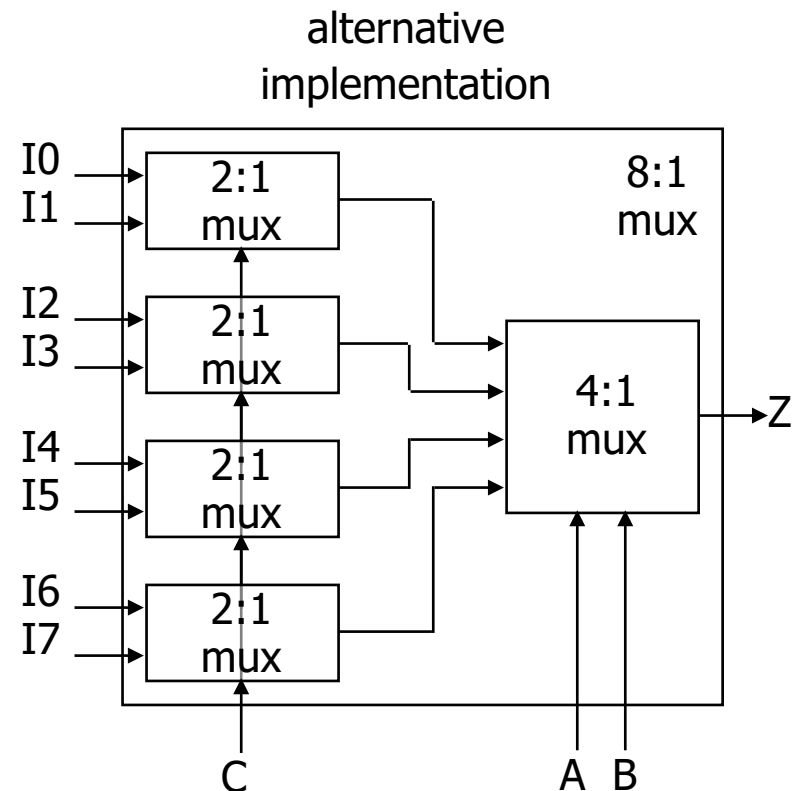 alternative
implementation
I0
I1
2:1
mux
8:1
mux
I2
I3
2:1
mux
4:1
mux
Z
I4
I5
2:1
mux
I6
I7
2:1
mux
C
A B